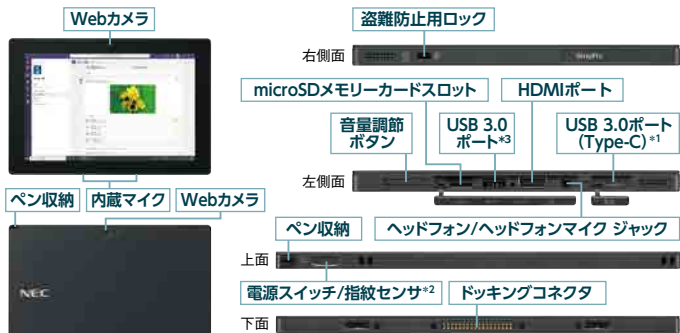 Webカメラ
盗難防止用ロック
右側面
microSDメモリーカードスロット
HDMIポート
音量調節
ボタン
USB 3.0
ポート*3
USB 3.0ポート
(Type-C)*1
左側面
ペン収納
内蔵マイク
Webカメラ
ペン収納
ヘッドフォン/ヘッドフォンマイク ジャック
上面
NEC
電源スイッチ/指紋センサ*2
ドッキングコネクタ
下面